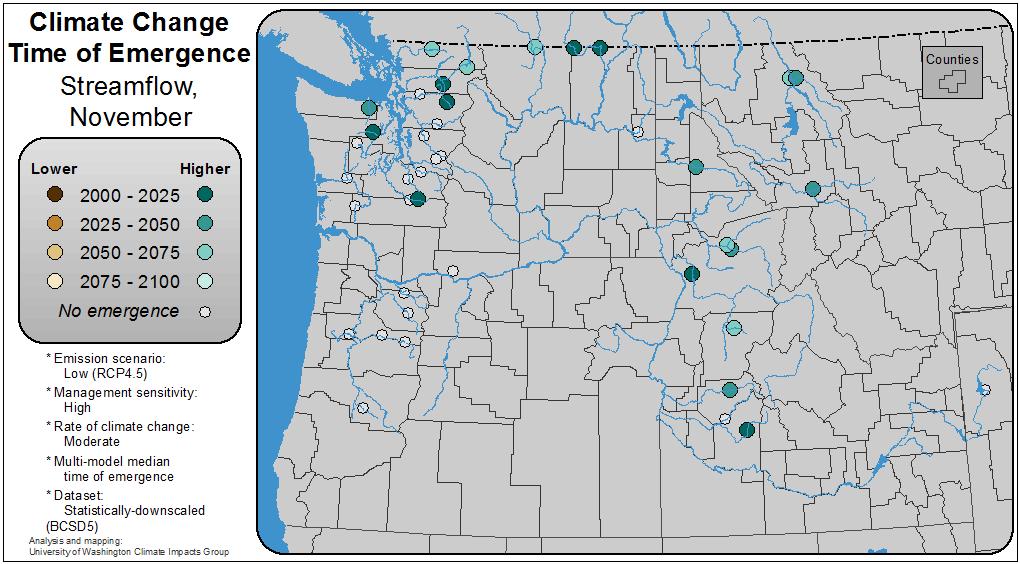 Climate Change
Time of Emergence
Streamflow,
November
Lower Higher
2000 - 2025
2025 - 2050
2050 - 2075
2075 - 2100
No emergence
* Emission scenario:
Low (RCP4.5)
* Management sensitivity:
High
* Rate of climate change:
Moderate
* Multi-model median
time of emergence
* Dataset:
Statistically-downscaled
(BCSD5)
Analysis and mapping:
University of Washington Climate Impacts Group
Counties